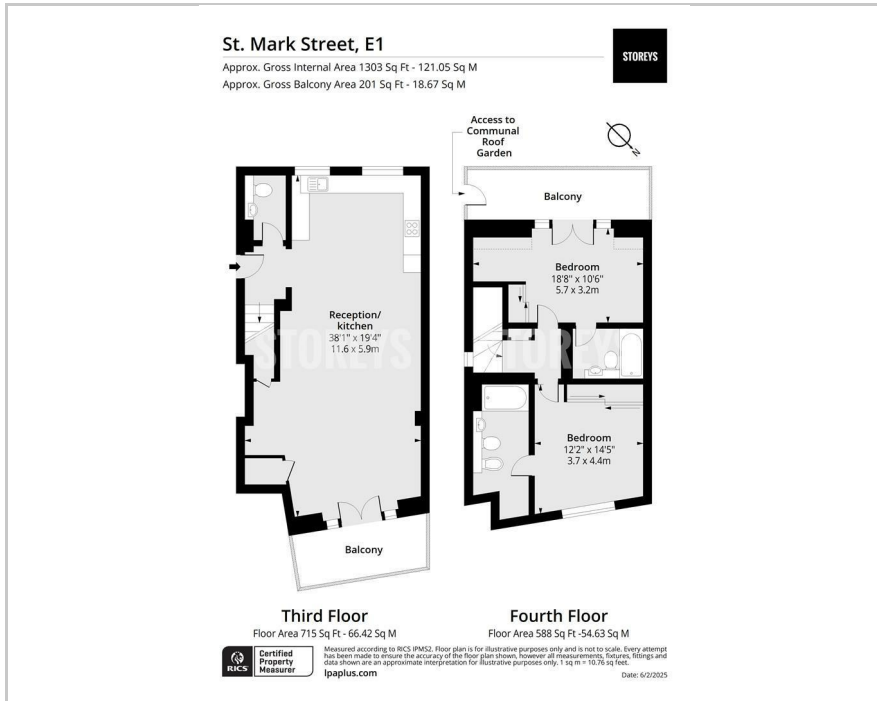 St. Mark Street, E1
Approx. Gross Internal Area 1303 Sq Ft - 121.05 Sq M
Approx. Gross Balcony Area 201 Sq Ft - 18.67 Sq M
STOREYS
Access to
Communal
Roof
Garden
N
Balcony
Bedroom
18'8" x 10'6"
5.7 x 3.2m
Reception/
kitchen
38'1" x 19'4"
11.6 x 5.9m
STOREYS
STOREYS
Bedroom
12'2" x 14'5"
3.7 x 4.4m
Balcony
Third Floor
Floor Area 715 Sq Ft - 66.42 Sq M
Fourth Floor
Floor Area 588 Sq Ft -54.63 Sq M
RICS
Certified
Property
Measurer
Measured according to RICS IPMS2. Floor plan is for illustrative purposes only and is not to scale. Every attempt
has been made to ensure the accuracy of the floor plan shown, however all measurements, fixtures, fittings and
data shown are an approximate interpretation for illustrative purposes only. 1 sq m = 10.76 sq feet.
lpaplus.com
Date: 6/2/2025